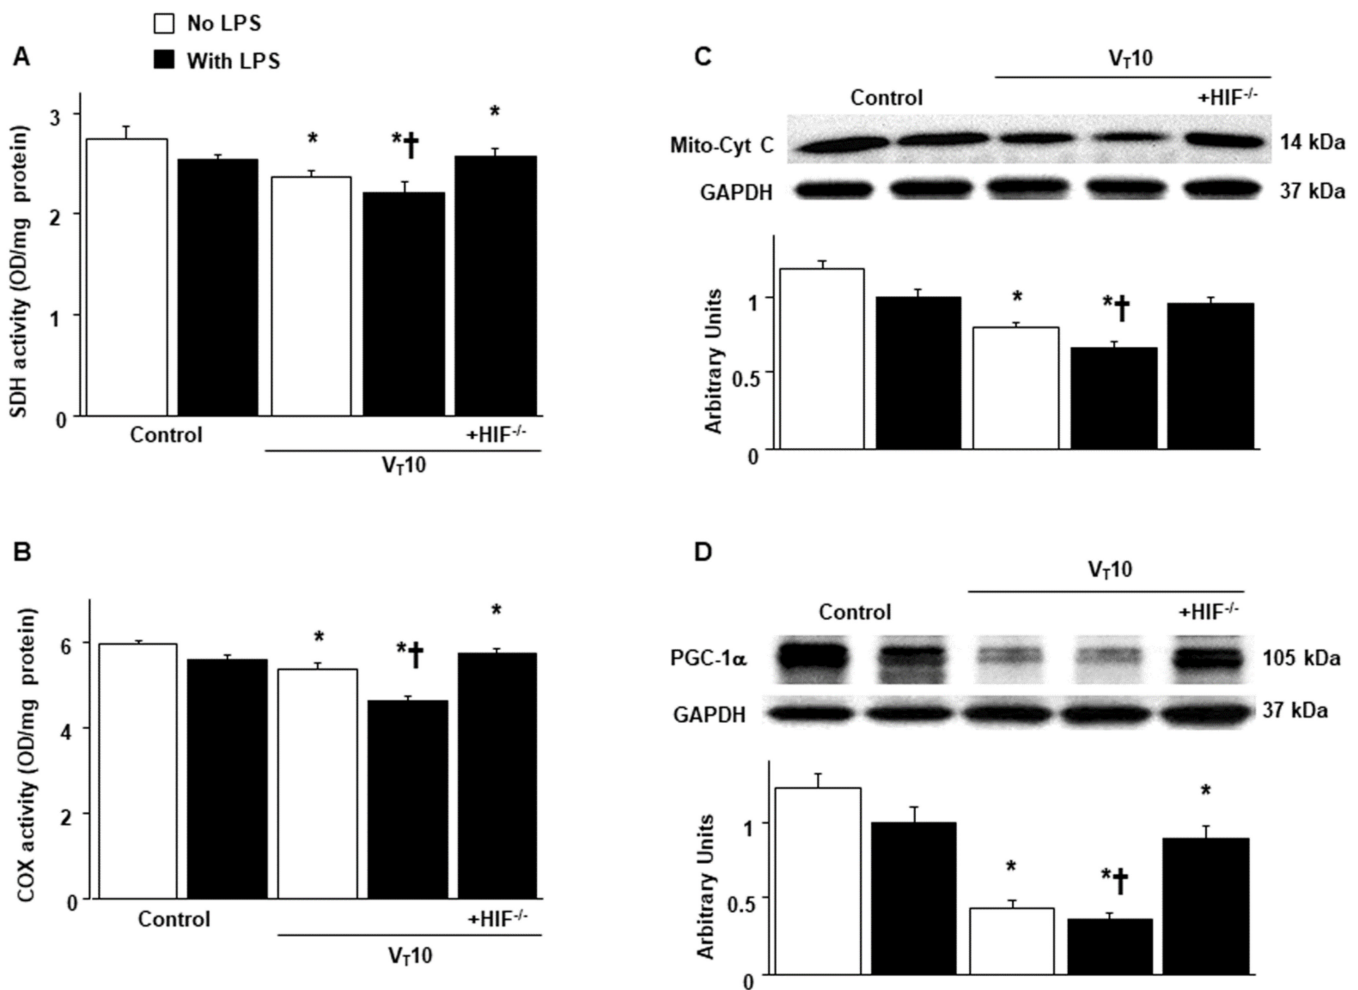 No LPS
With LPS
A
SDH activity (OD/mg protein)
3
2
1
0
* *† *
Control +HIF-/-
VT10
B
COX activity (OD/mg protein)
6
4
2
0
* *† *
Control +HIF-/-
VT10
C
VT10
Control +HIF-/-
Mito-Cyt C 14 kDa
GAPDH 37 kDa
Arbitrary Units
1
0.5
0
* *†
D
VT10
Control +HIF-/-
PGC-1α 105 kDa
GAPDH 37 kDa
Arbitrary Units
1
0.5
0
* *† *